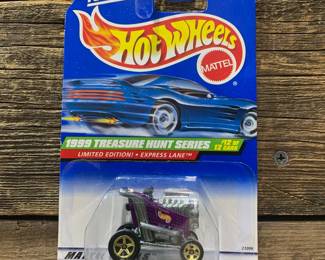 HOT WHEELS
MATTEL
1999 TREASURE HUNT SERIES
#12 OF
12 CARS
LIMITED EDITION! • EXPRESS LANE™